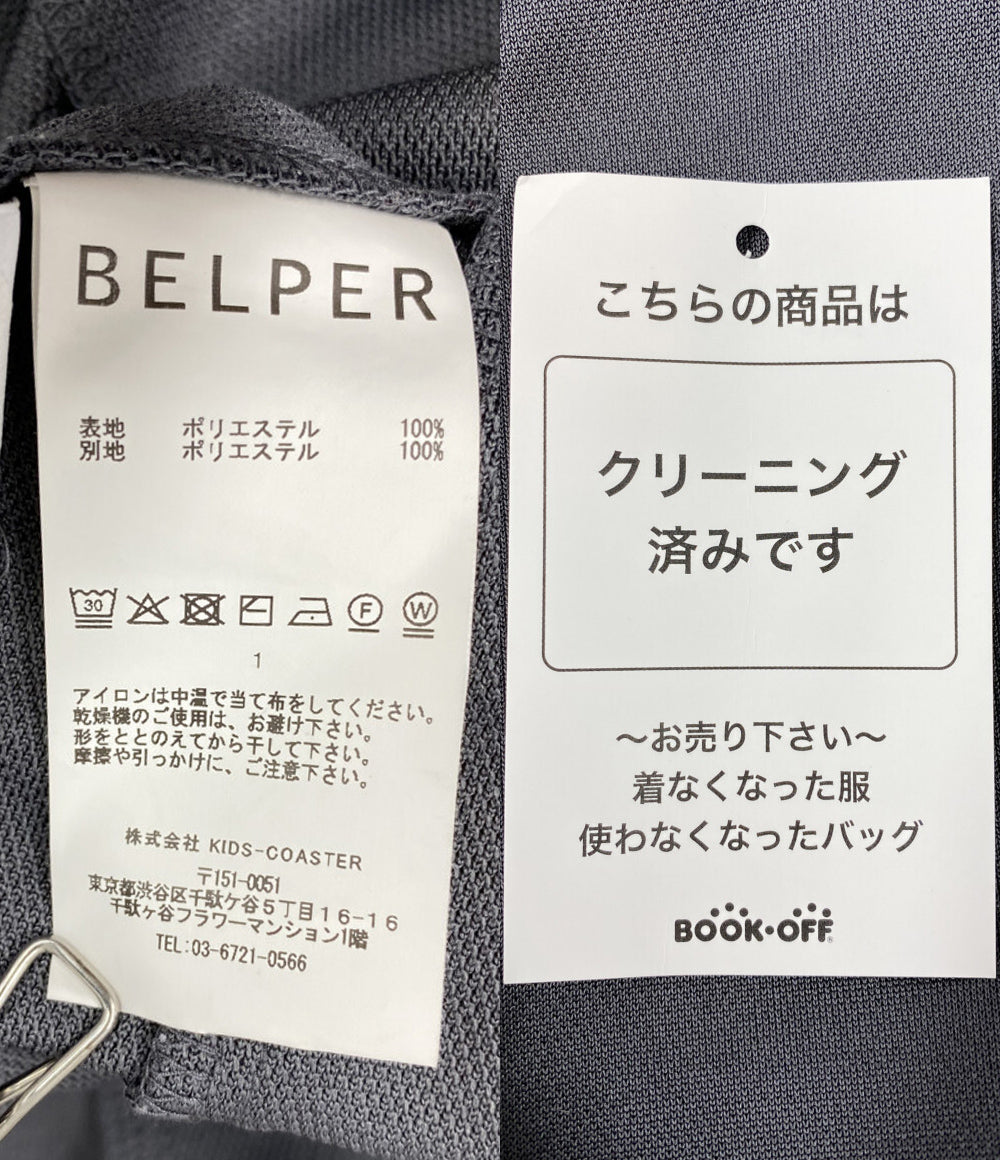 BELPER
表地 ポリエステル 100%
別地 ポリエステル 100%
30 F W
1
アイロンは中温で当て布をしてください。
乾燥機のご使用は、お避け下さい。
形をととのえてから干して下さい。
摩擦や引っかけに、ご注意下さい。
株式会社 KIDS-COASTER
〒151-0051
東京都渋谷区千駄ケ谷5丁目16-16
千駄ヶ谷フラワーマンション1階
TEL:03-6721-0566
こちらの商品は
クリーニング
済みです
～お売り下さい～
着なくなった服
使わなくなったバッグ
BOOK・OFF